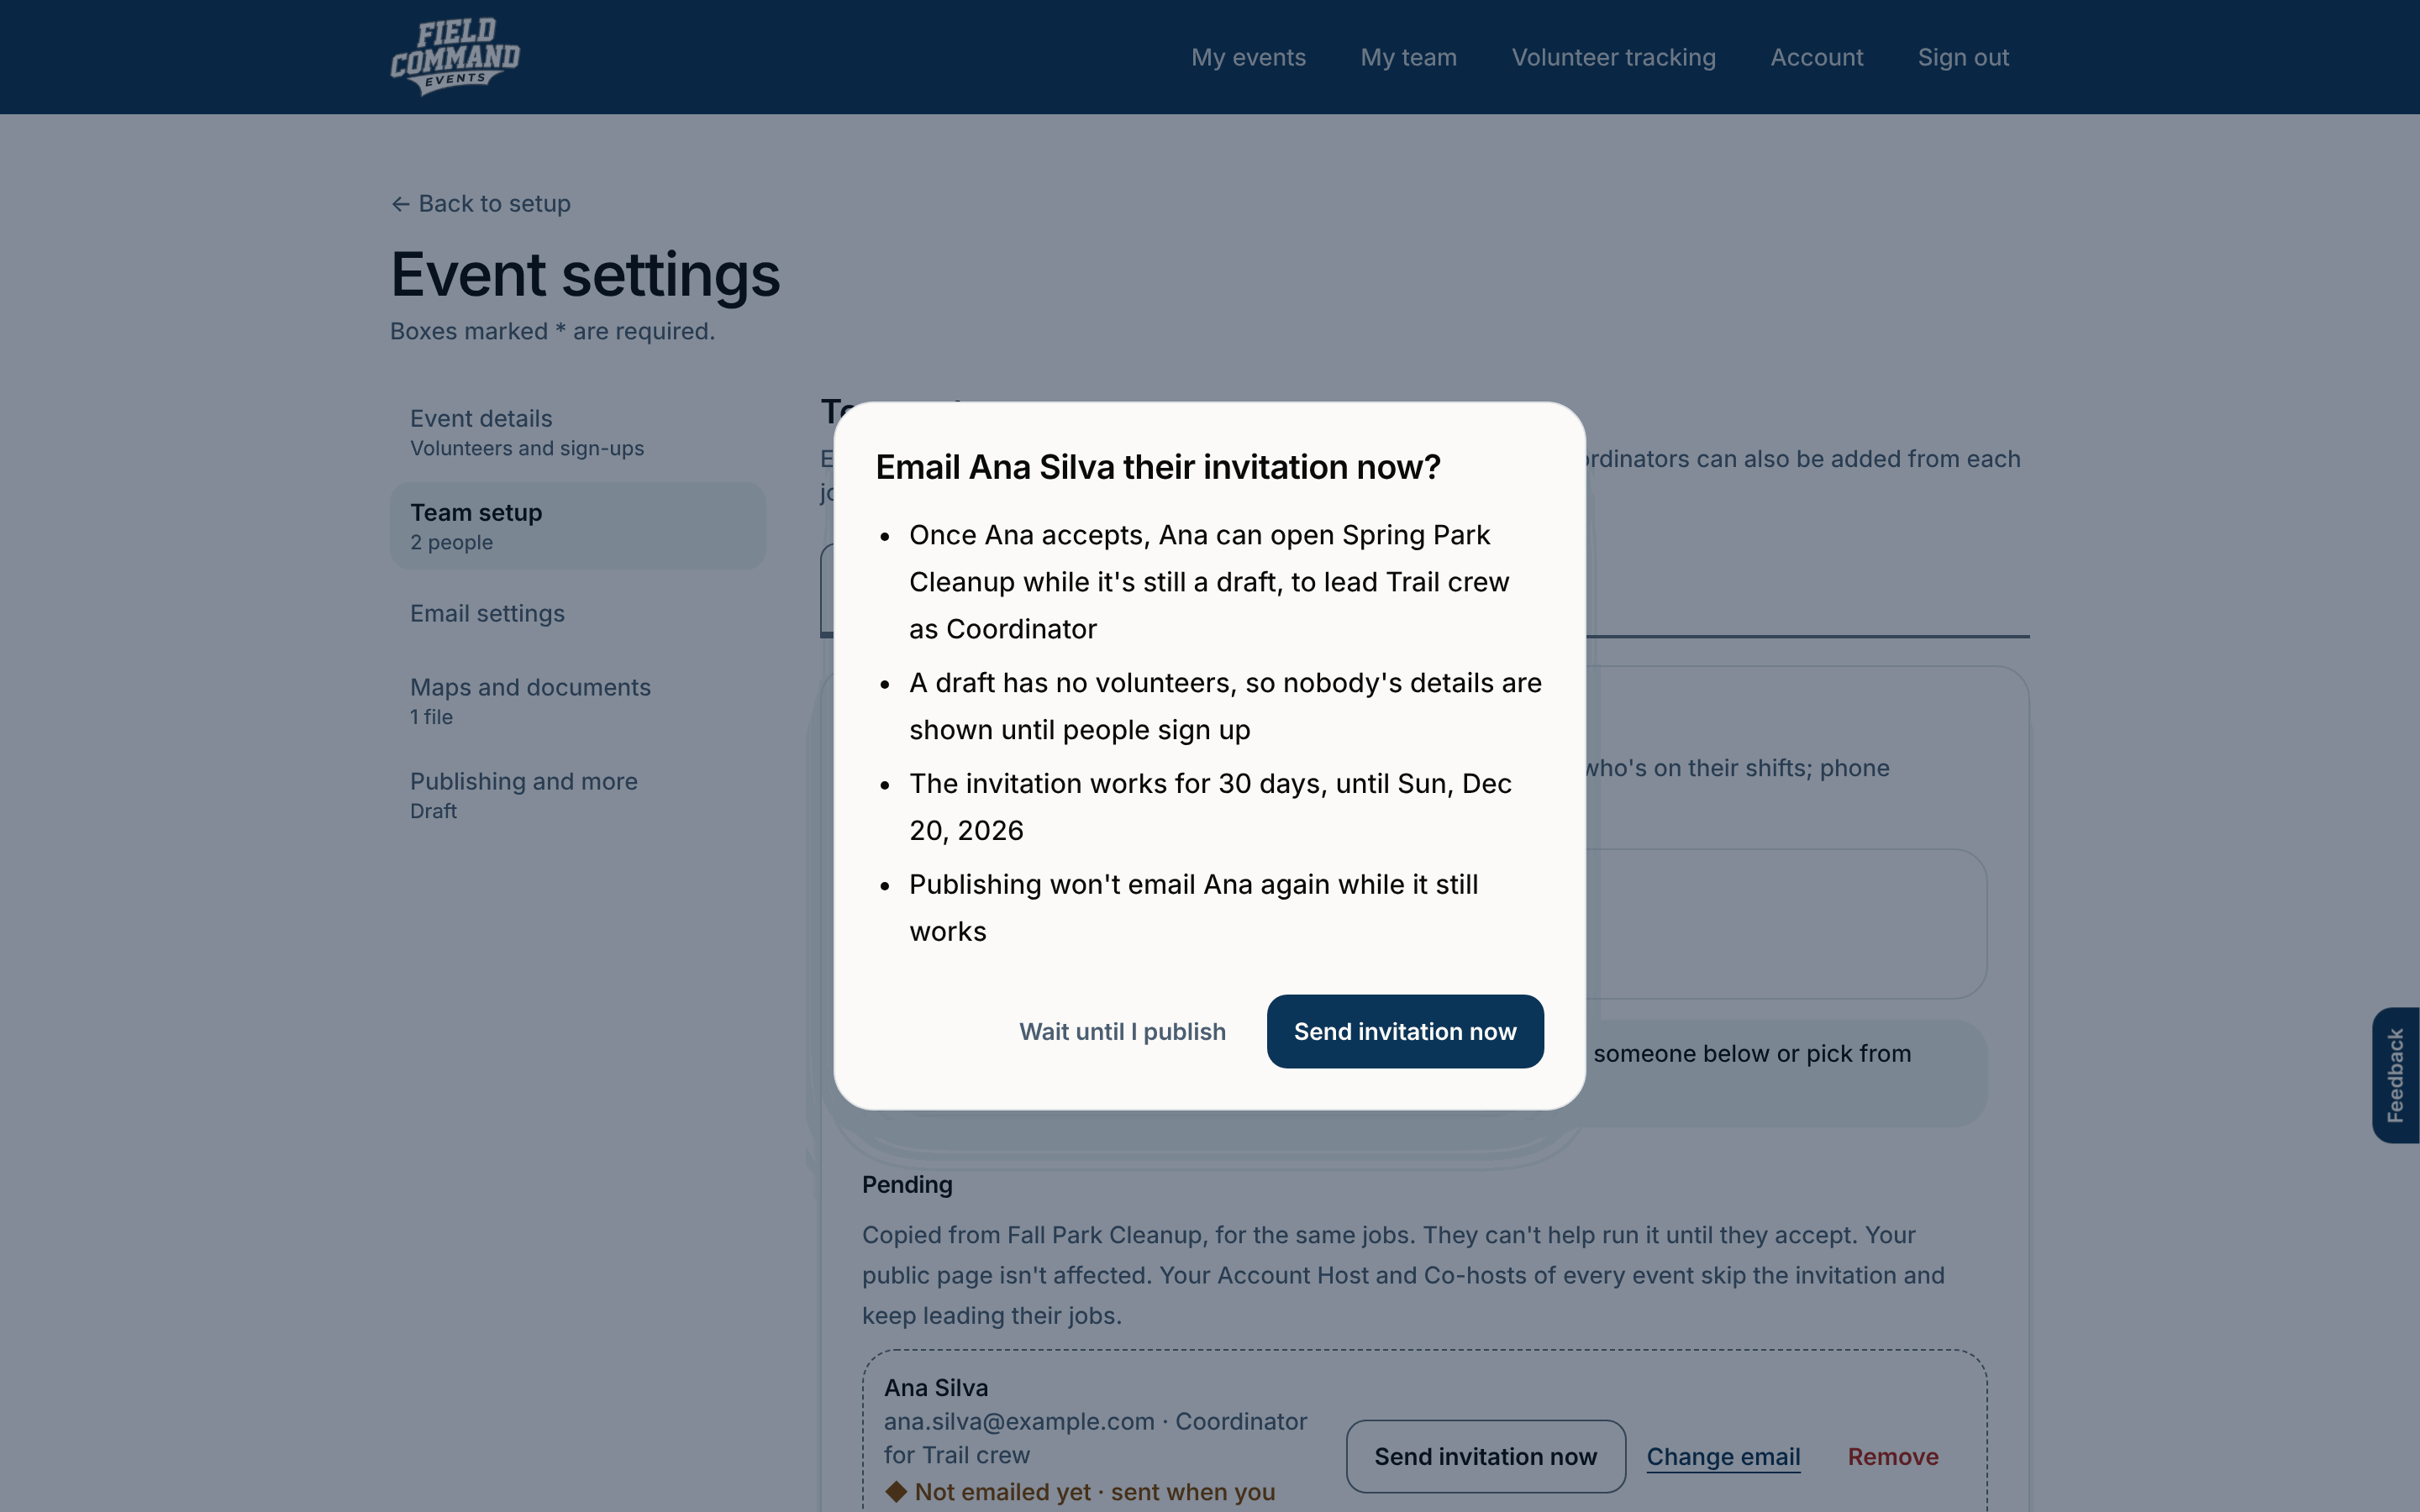 FIELD
COMMAND
EVENTS
My events
My team
Volunteer tracking
Account
Sign out
← Back to setup
Event settings
Boxes marked * are required.
Event details
Volunteers and sign-ups
Team setup
2 people
Email settings
Maps and documents
1 file
Publishing and more
Draft
can also be added from each
Email Ana Silva their invitation now?
• Once Ana accepts, Ana can open Spring Park
Cleanup while it's still a draft, to lead Trail crew
as Coordinator
• A draft has no volunteers, so nobody's details are
shown until people sign up
• The invitation works for 30 days, until Sun, Dec
20, 2026
• Publishing won't email Ana again while it still
works
Wait until I publish
Send invitation now
who's on their shifts; phone
someone below or pick from
Feedback
Pending
Copied from Fall Park Cleanup, for the same jobs. They can't help run it until they accept. Your
public page isn't affected. Your Account Host and Co-hosts of every event skip the invitation and
keep leading their jobs.
Ana Silva
ana.silva@example.com · Coordinator
for Trail crew
◆ Not emailed yet · sent when you
Send invitation now
Change email
Remove